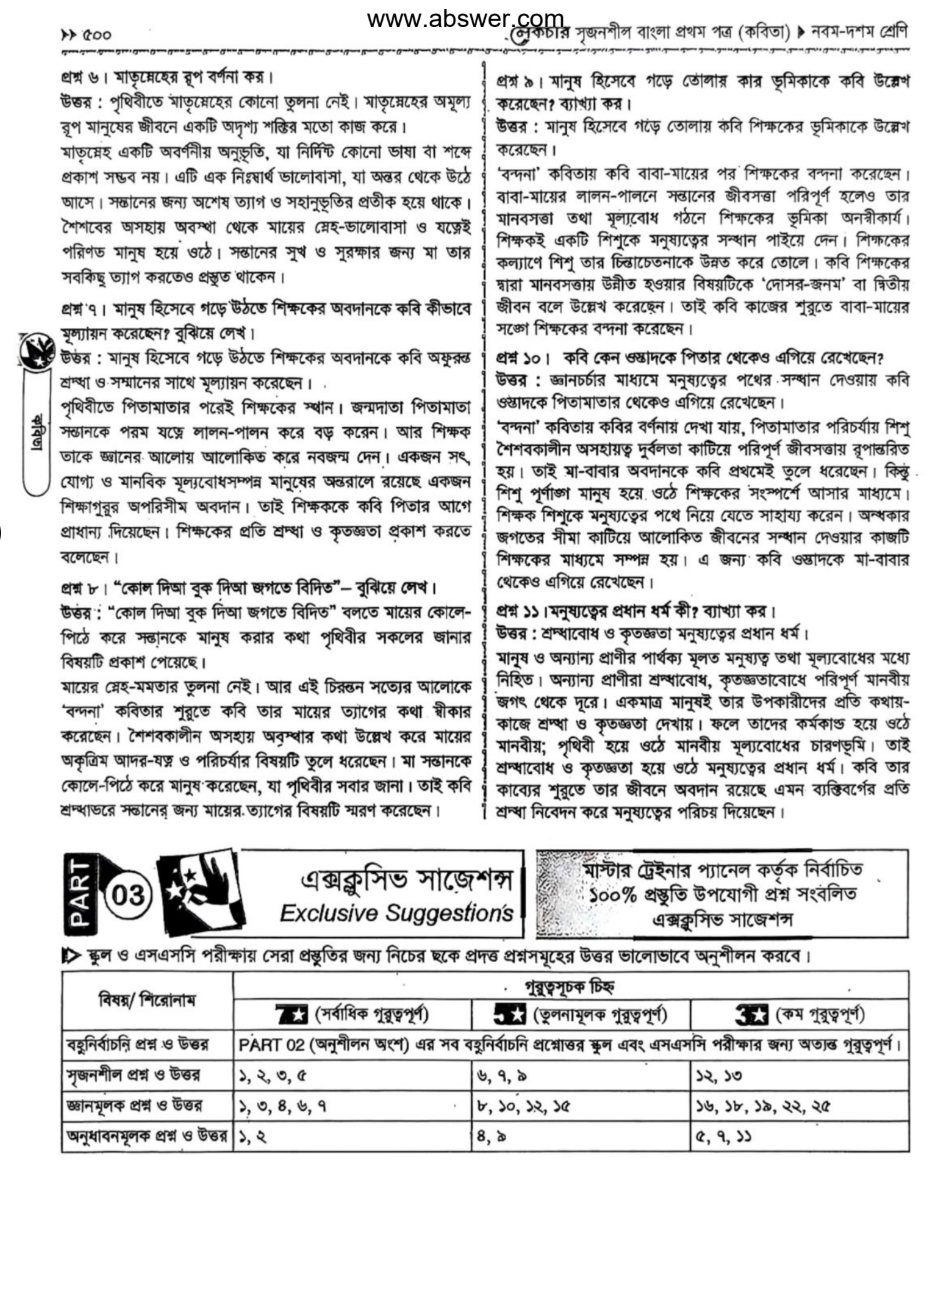 www.abswer.com
৫০০
লেকচার সৃজনশীল বাংলা প্রথম পত্র (কবিতা) ▶ নবম-দশম শ্রেণি
প্রশ্ন ৬। মাতৃস্নেহের রূপ বর্ণনা কর।
উত্তর : পৃথিবীতে মাতৃস্নেহের কোনো তুলনা নেই। মাতৃস্নেহের অমূল্য
রূপ মানুষের জীবনে একটি অদৃশ্য শক্তির মতো কাজ করে।
মাতৃস্নেহ একটি অবর্ণনীয় অনুভূতি, যা নির্দিষ্ট কোনো ভাষা বা শব্দে
প্রকাশ সম্ভব নয়। এটি এক নিঃস্বার্থ ভালোবাসা, যা অন্তর থেকে উঠে
আসে। সন্তানের জন্য অশেষ ত্যাগ ও সহানুভূতির প্রতীক হয়ে থাকে।
শৈশবের অসহায় অবস্থা থেকে মায়ের স্নেহ-ভালোবাসা ও যত্নেই
পরিণত মানুষ হয়ে ওঠে। সন্তানের সুখ ও সুরক্ষার জন্য মা তার
সবকিছু ত্যাগ করতেও প্রস্তুত থাকেন।
প্রশ্ন ৭। মানুষ হিসেবে গড়ে উঠতে শিক্ষকের অবদানকে কবি কীভাবে
মূল্যায়ন করেছেন? বুঝিয়ে লেখ।
উত্তর : মানুষ হিসেবে গড়ে উঠতে শিক্ষকের অবদানকে কবি অফুরন্ত
শ্রদ্ধা ও সম্মানের সাথে মূল্যায়ন করেছেন।
পৃথিবীতে পিতামাতার পরেই শিক্ষকের স্থান। জন্মদাতা পিতামাতা
সন্তানকে পরম যত্নে লালন-পালন করে বড় করেন। আর শিক্ষক
তাকে জ্ঞানের আলোয় আলোকিত করে নবজন্ম দেন। একজন সৎ,
যোগ্য ও মানবিক মূল্যবোধসম্পন্ন মানুষের অন্তরালে রয়েছে একজন
শিক্ষাগুরুর অপরিসীম অবদান। তাই শিক্ষককে কবি পিতার আগে
প্রাধান্য দিয়েছেন। শিক্ষকের প্রতি শ্রদ্ধা ও কৃতজ্ঞতা প্রকাশ করতে
বলেছেন।
প্রশ্ন ৮। “কোল দিআ বুক দিআ জগতে বিদিত”– বুঝিয়ে লেখ।
উত্তর : “কোল দিআ বুক দিআ জগতে বিদিত” বলতে মায়ের কোলে-
পিঠে করে সন্তানকে মানুষ করার কথা পৃথিবীর সকলের জানার
বিষয়টি প্রকাশ পেয়েছে।
মায়ের স্নেহ-মমতার তুলনা নেই। আর এই চিরন্তন সত্যের আলোকে
‘বন্দনা’ কবিতার শুরুতে কবি তার মায়ের ত্যাগের কথা স্বীকার
করেছেন। শৈশবকালীন অসহায় অবস্থার কথা উল্লেখ করে মায়ের
অকৃত্রিম আদর-যত্ন ও পরিচর্যার বিষয়টি তুলে ধরেছেন। মা সন্তানকে
কোলে-পিঠে করে মানুষ করেছেন, যা পৃথিবীর সবার জানা। তাই কবি
শ্রদ্ধাভরে সন্তানের জন্য মায়ের ত্যাগের বিষয়টি স্মরণ করেছেন।
কবিতা
প্রশ্ন ৯। মানুষ হিসেবে গড়ে তোলায় কার ভূমিকাকে কবি উল্লেখ
করেছেন? ব্যাখ্যা কর।
উত্তর : মানুষ হিসেবে গড়ে তোলায় কবি শিক্ষকের ভূমিকাকে উল্লেখ
করেছেন।
‘বন্দনা’ কবিতায় কবি বাবা-মায়ের পর শিক্ষকের বন্দনা করেছেন।
বাবা-মায়ের লালন-পালনে সন্তানের জীবসত্তা পরিপূর্ণ হলেও তার
মানবসত্তা তথা মূল্যবোধ গঠনে শিক্ষকের ভূমিকা অনস্বীকার্য।
শিক্ষকই একটি শিশুকে মনুষ্যত্বের সন্ধান পাইয়ে দেন। শিক্ষকের
কল্যাণে শিশু তার চিন্তাচেতনাকে উন্নত করে তোলে। কবি শিক্ষকের
দ্বারা মানবসত্তায় উন্নীত হওয়ার বিষয়টিকে ‘দোসর-জনম’ বা দ্বিতীয়
জীবন বলে উল্লেখ করেছেন। তাই কবি কাজের শুরুতে বাবা-মায়ের
সঙ্গে শিক্ষকের বন্দনা করেছেন।
প্রশ্ন ১০। কবি কেন ওস্তাদকে পিতার থেকেও এগিয়ে রেখেছেন?
উত্তর : জ্ঞানচর্চার মাধ্যমে মনুষ্যত্বের পথের সন্ধান দেওয়ায় কবি
ওস্তাদকে পিতামাতার থেকেও এগিয়ে রেখেছেন।
‘বন্দনা’ কবিতায় কবির বর্ণনায় দেখা যায়, পিতামাতার পরিচর্যায় শিশু
শৈশবকালীন অসহায়ত্ব দুর্বলতা কাটিয়ে পরিপূর্ণ জীবসত্তায় রূপান্তরিত
হয়। তাই মা-বাবার অবদানকে কবি প্রথমেই তুলে ধরেছেন। কিন্তু
শিশু পূর্ণাঙ্গ মানুষ হয়ে ওঠে শিক্ষকের সংস্পর্শে আসার মাধ্যমে।
শিক্ষক শিশুকে মনুষ্যত্বের পথে নিয়ে যেতে সাহায্য করেন। অন্ধকার
জগতের সীমা কাটিয়ে আলোকিত জীবনের সন্ধান দেওয়ার কাজটি
শিক্ষকের মাধ্যমে সম্পন্ন হয়। এ জন্য কবি ওস্তাদকে মা-বাবার
থেকেও এগিয়ে রেখেছেন।
প্রশ্ন ১১। মনুষ্যত্বের প্রধান ধর্ম কী? ব্যাখ্যা কর।
উত্তর : শ্রদ্ধাবোধ ও কৃতজ্ঞতা মনুষ্যত্বের প্রধান ধর্ম।
মানুষ ও অন্যান্য প্রাণীর পার্থক্য মূলত মনুষ্যত্ব তথা মূল্যবোধের মধ্যে
নিহিত। অন্যান্য প্রাণীরা শ্রদ্ধাবোধ, কৃতজ্ঞতাবোধে পরিপূর্ণ মানবীয়
জগৎ থেকে দূরে। একমাত্র মানুষই তার উপকারীদের প্রতি কথায়-
কাজে শ্রদ্ধা ও কৃতজ্ঞতা দেখায়। ফলে তাদের কর্মকান্ড হয়ে ওঠে
মানবীয়; পৃথিবী হয়ে ওঠে মানবীয় মূল্যবোধের চারণভূমি। তাই
শ্রদ্ধাবোধ ও কৃতজ্ঞতা হয়ে ওঠে মনুষ্যত্বের প্রধান ধর্ম। কবি তার
কাব্যের শুরুতে তার জীবনে অবদান রয়েছে এমন ব্যক্তিবর্গের প্রতি
শ্রদ্ধা নিবেদন করে মনুষ্যত্বের পরিচয় দিয়েছেন।
PART 03
এক্সক্লুসিভ সাজেশন্স
Exclusive Suggestions
মাস্টার ট্রেইনার প্যানেল কর্তৃক নির্বাচিত
১০০% প্রস্তুতি উপযোগী প্রশ্ন সংবলিত
এক্সক্লুসিভ সাজেশন্স
স্কুল ও এসএসসি পরীক্ষায় সেরা প্রস্তুতির জন্য নিচের ছকে প্রদত্ত প্রশ্নসমূহের উত্তর ভালোভাবে অনুশীলন করবে।
বিষয়/ শিরোনাম
গুরুত্বসূচক চিহ্ন
7★ (সর্বাধিক গুরুত্বপূর্ণ) 5★ (তুলনামূলক গুরুত্বপূর্ণ) 3★ (কম গুরুত্বপূর্ণ)
বহুনির্বাচনি প্রশ্ন ও উত্তর PART 02 (অনুশীলন অংশ) এর সব বহুনির্বাচনি প্রশ্নোত্তর স্কুল এবং এসএসসি পরীক্ষার জন্য অত্যন্ত গুরুত্বপূর্ণ।
সৃজনশীল প্রশ্ন ও উত্তর ১, ২, ৩, ৫ ৬, ৭, ৯ ১২, ১৩
জ্ঞানমূলক প্রশ্ন ও উত্তর ১, ৩, ৪, ৬, ৭ ৮, ১০, ১২, ১৫ ১৬, ১৮, ১৯, ২২, ২৫
অনুধাবনমূলক প্রশ্ন ও উত্তর ১, ২ ৪, ৯ ৫, ৭, ১১